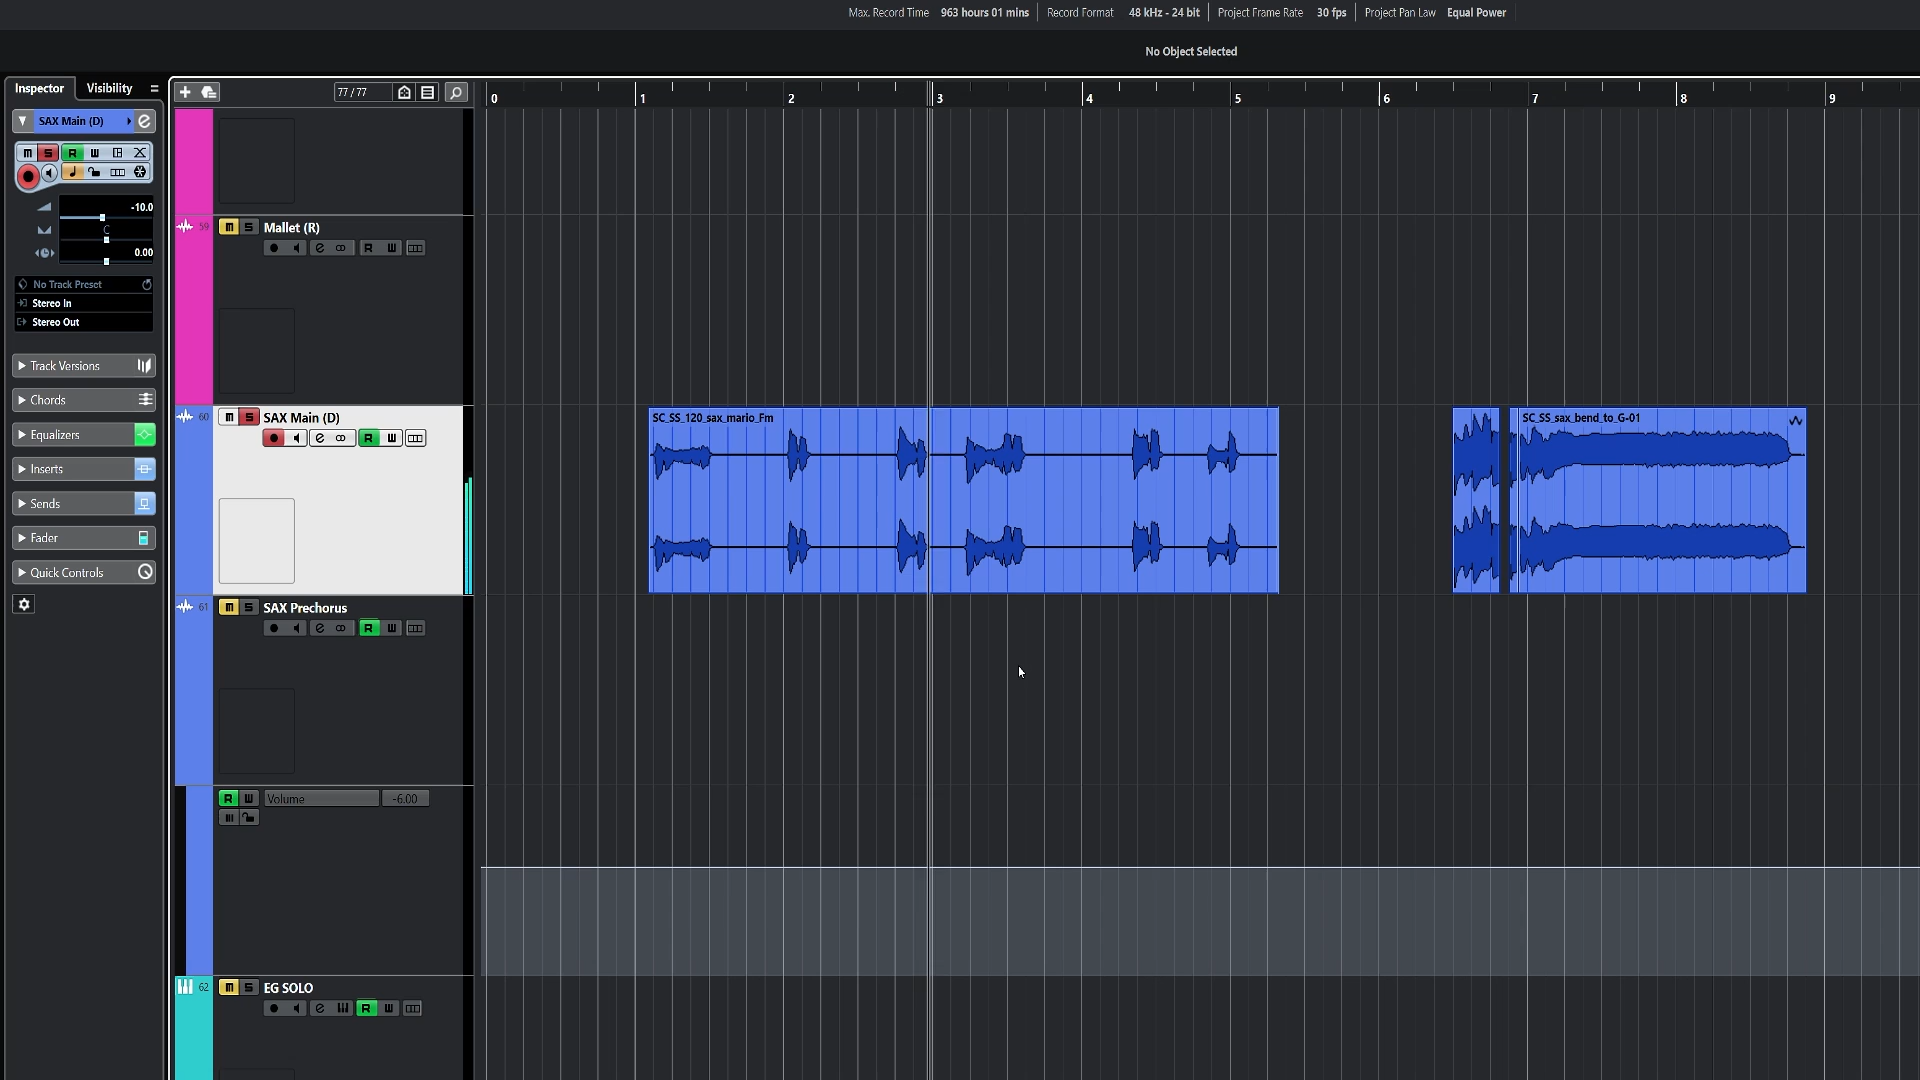 Max. Record Time 963 hours 01 mins Record Format 48 kHz - 24 bit Project Frame Rate 30 fps Project Pan Law Equal Power
No Object Selected
Inspector Visibility
77 / 77
0 1 2 3 4 5 6 7 8 9
SAX Main (D)
M S R W
-10.0
C
0.00
No Track Preset
Stereo In
Stereo Out
Track Versions
Chords
Equalizers
Inserts
Sends
Fader
Quick Controls
59 M S Mallet (R)
R W
60 M S SAX Main (D)
R W
SC_SS_120_sax_mario_Fm
SC_SS_sax_bend_to_G-01
61 M S SAX Prechorus
R W
R W Volume -6.00
62 M S EG SOLO
R W